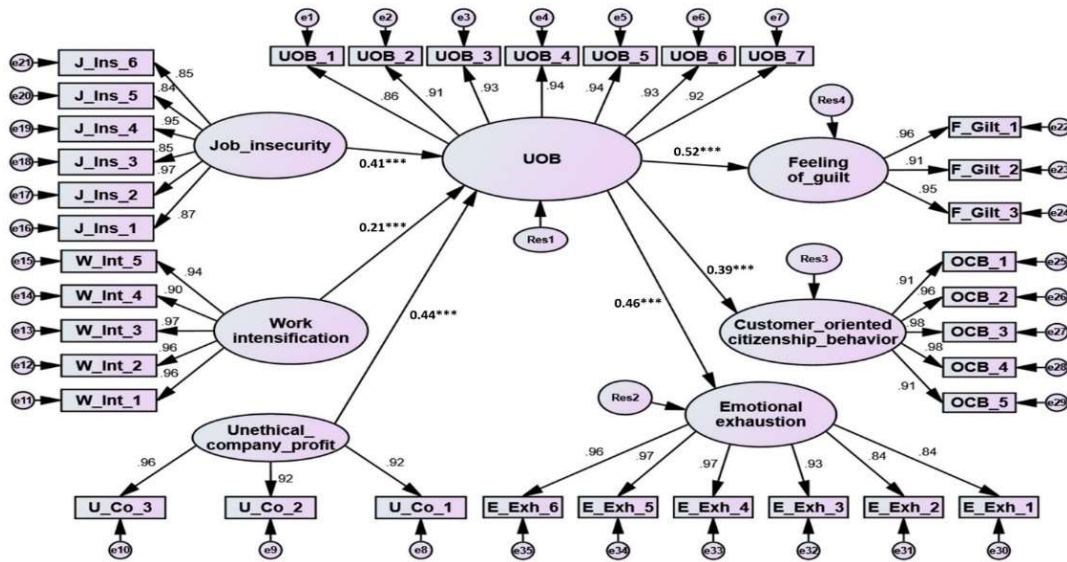 e1
e2
e3
e4
e5
e6
e7
UOB_1
UOB_2
UOB_3
UOB_4
UOB_5
UOB_6
UOB_7
.86
.91
.93
.94
.94
.93
.92
UOB
Res1
e21
J_Ins_6
e20
J_Ins_5
e19
J_Ins_4
e18
J_Ins_3
e17
J_Ins_2
e16
J_Ins_1
.85
.84
.95
.85
.97
.87
Job_insecurity
0.41***
e15
W_Int_5
e14
W_Int_4
e13
W_Int_3
e12
W_Int_2
e11
W_Int_1
.94
.90
.97
.96
.96
Work
intensification
0.21***
Unethical_
company_profit
0.44***
.96
.92
.92
U_Co_3
U_Co_2
U_Co_1
e10
e9
e8
0.52***
Res4
Feeling
of_guilt
.96
.91
.95
F_Gilt_1
e22
F_Gilt_2
e23
F_Gilt_3
e24
0.39***
Res3
Customer_oriented
citizenship_behavior
.91
.96
.98
.98
.91
OCB_1
e25
OCB_2
e26
OCB_3
e27
OCB_4
e28
OCB_5
e29
0.46***
Res2
Emotional
exhaustion
.96
.97
.97
.93
.84
.84
E_Exh_6
E_Exh_5
E_Exh_4
E_Exh_3
E_Exh_2
E_Exh_1
e35
e34
e33
e32
e31
e30